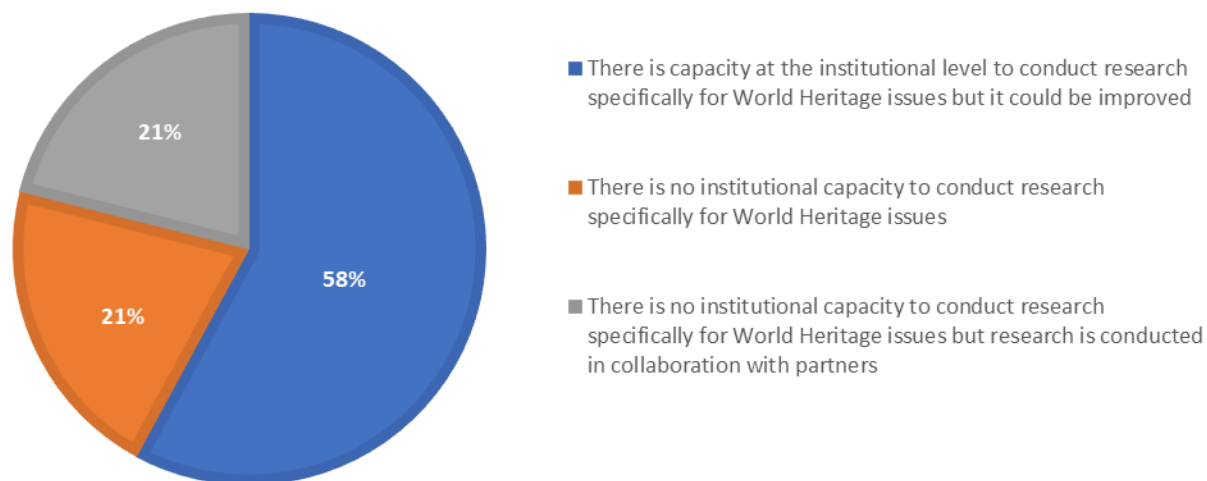 There is capacity at the institutional level to conduct research
specifically for World Heritage issues but it could be improved
21%
There is no institutional capacity to conduct research
specifically for World Heritage issues
58%
21%
There is no institutional capacity to conduct research
specifically for World Heritage issues but research is conducted
in collaboration with partners